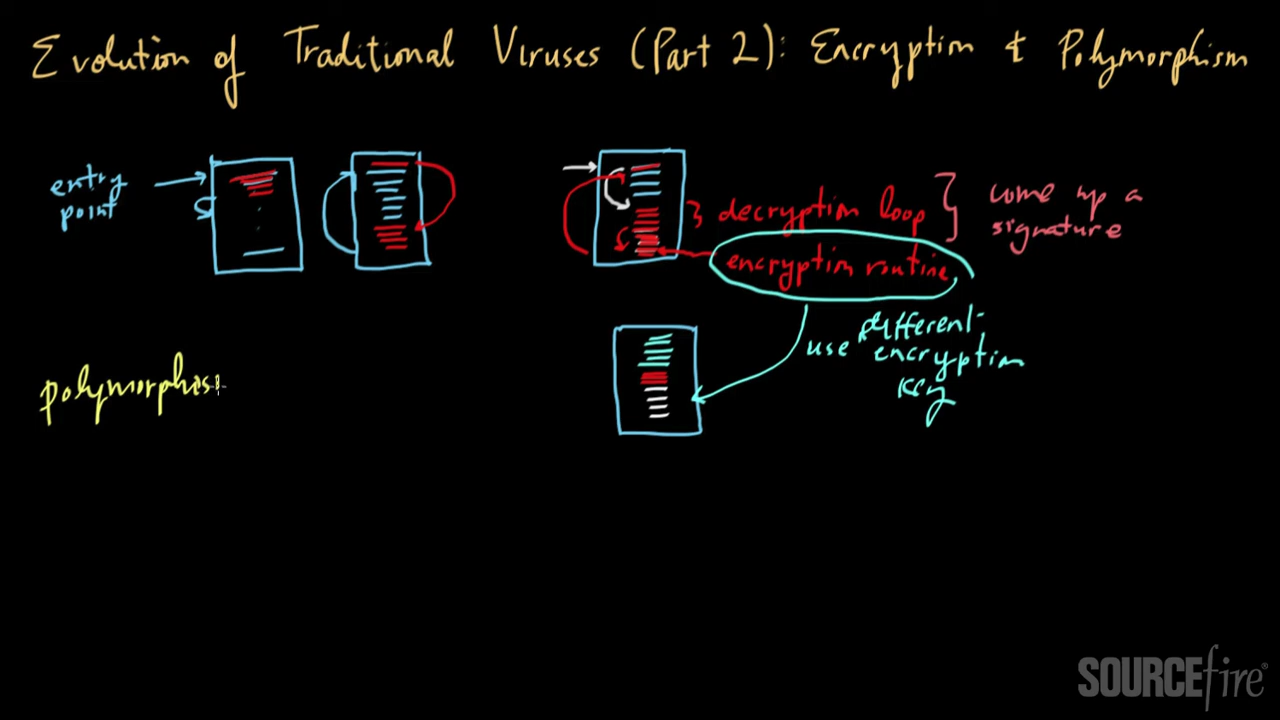 Evolution of Traditional Viruses (Part 2): Encryption & Polymorphism
entry
point
decryption loop
encryption routine
come up a
signature
use different
encryption
key
polymorphis
SOURCEfire®